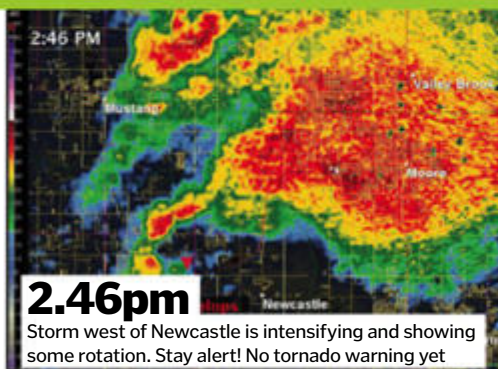 2:46 PM
Valley Brook
Mustang
Moore
Newcastle
2.46pm
Storm west of Newcastle is intensifying and showing
some rotation. Stay alert! No tornado warning yet